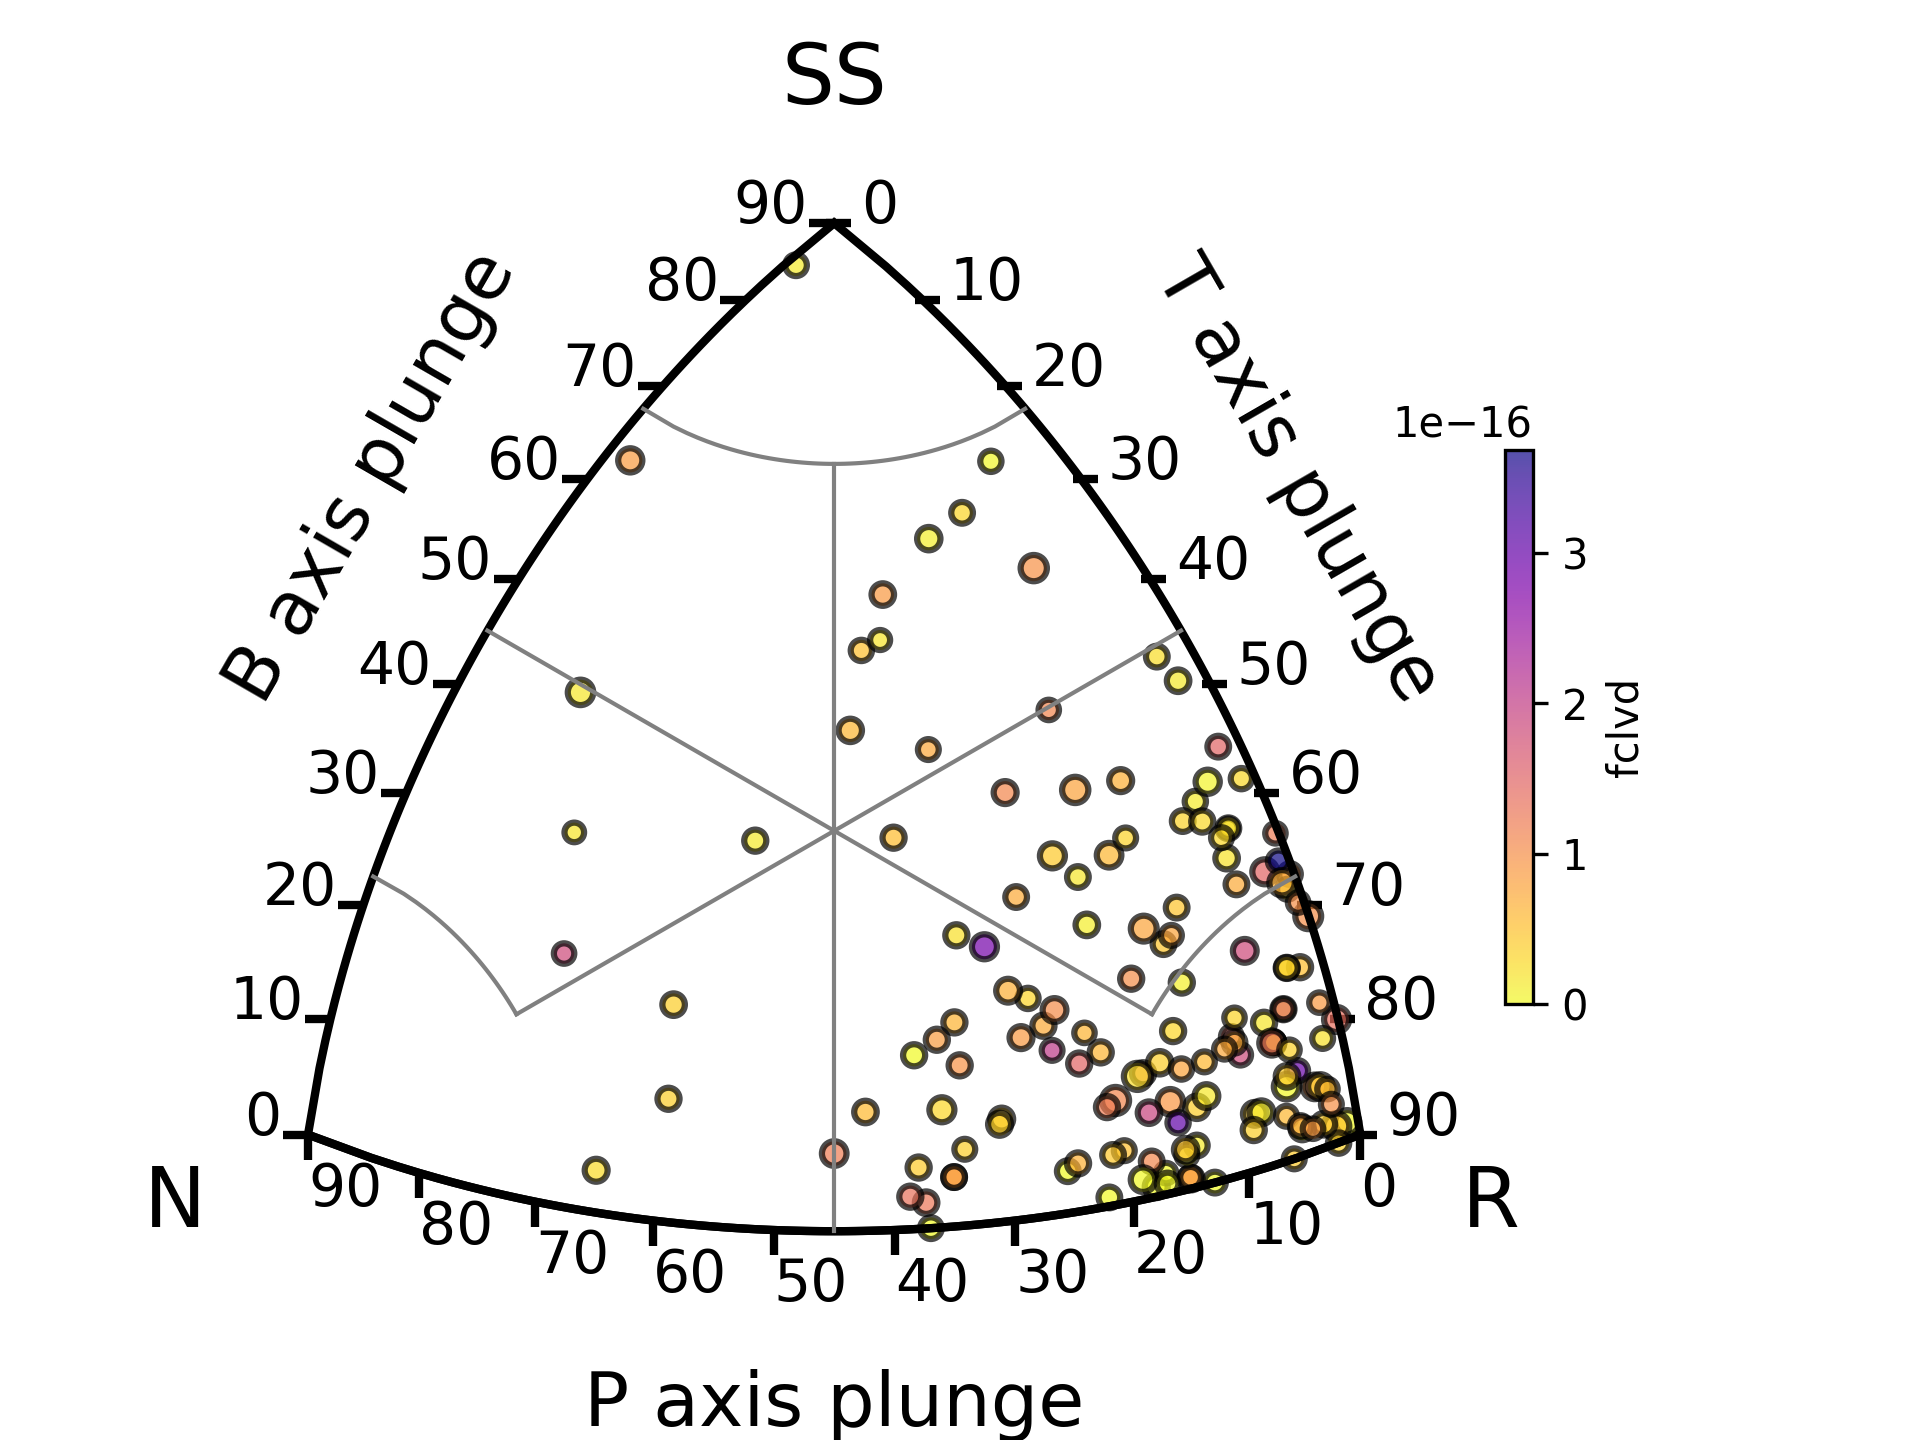 SS
90 0
80 10
70 20
60 30
50 40
40 50
30 60
20 70
10 80
0 90
B axis plunge
T axis plunge
N R
90 80 70 60 50 40 30 20 10 0
P axis plunge
1e−16
3
2
1
0
fclvd